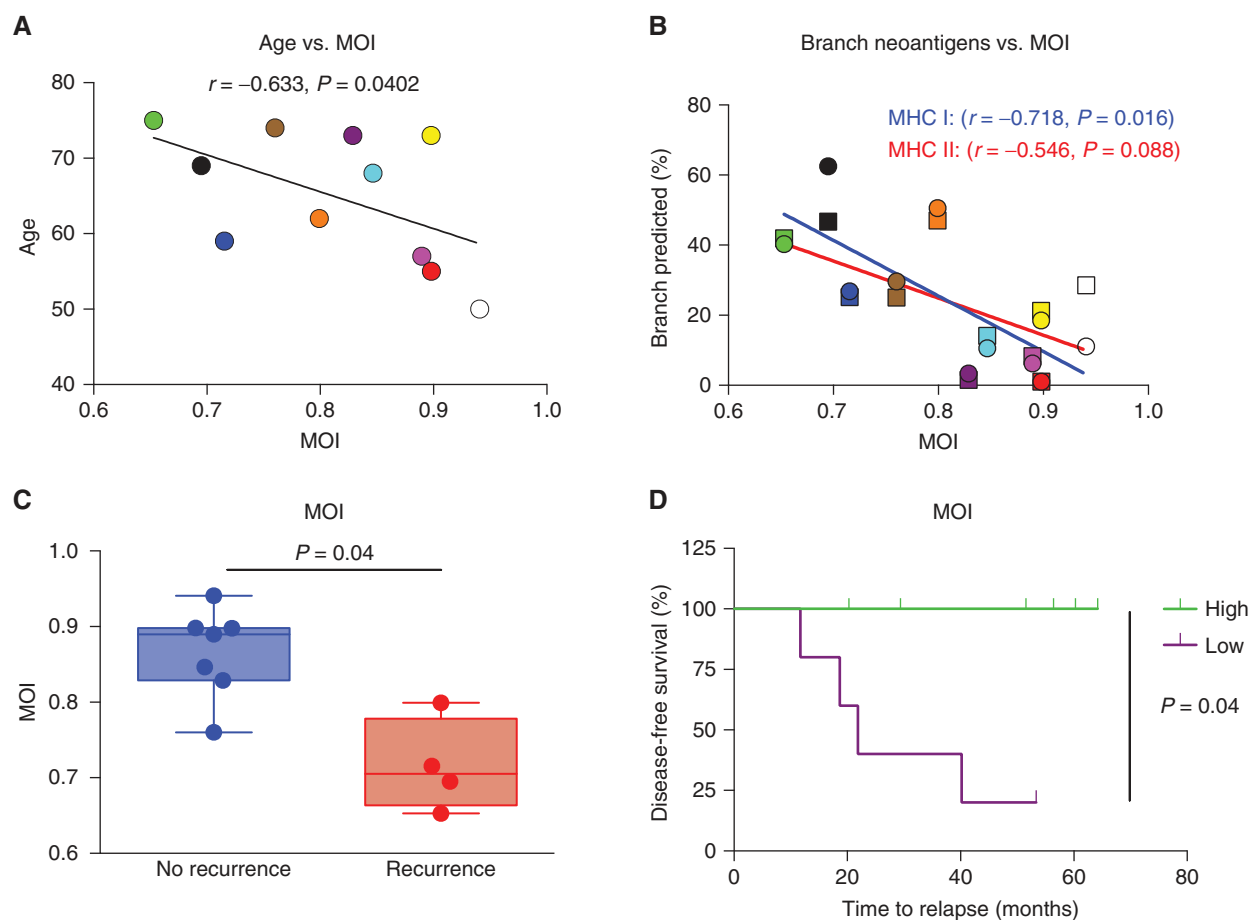 A
Age vs. MOI
r = −0.633, P = 0.0402
80
70
60
50
40
Age
0.6 0.7 0.8 0.9 1.0
MOI
B
Branch neoantigens vs. MOI
MHC I: (r = −0.718, P = 0.016)
MHC II: (r = −0.546, P = 0.088)
80
60
40
20
0
Branch predicted (%)
0.6 0.7 0.8 0.9 1.0
MOI
C
MOI
P = 0.04
1.0
0.9
0.8
0.7
0.6
MOI
No recurrence Recurrence
D
MOI
125
100
75
50
25
0
Disease-free survival (%)
High
Low
P = 0.04
0 20 40 60 80
Time to relapse (months)